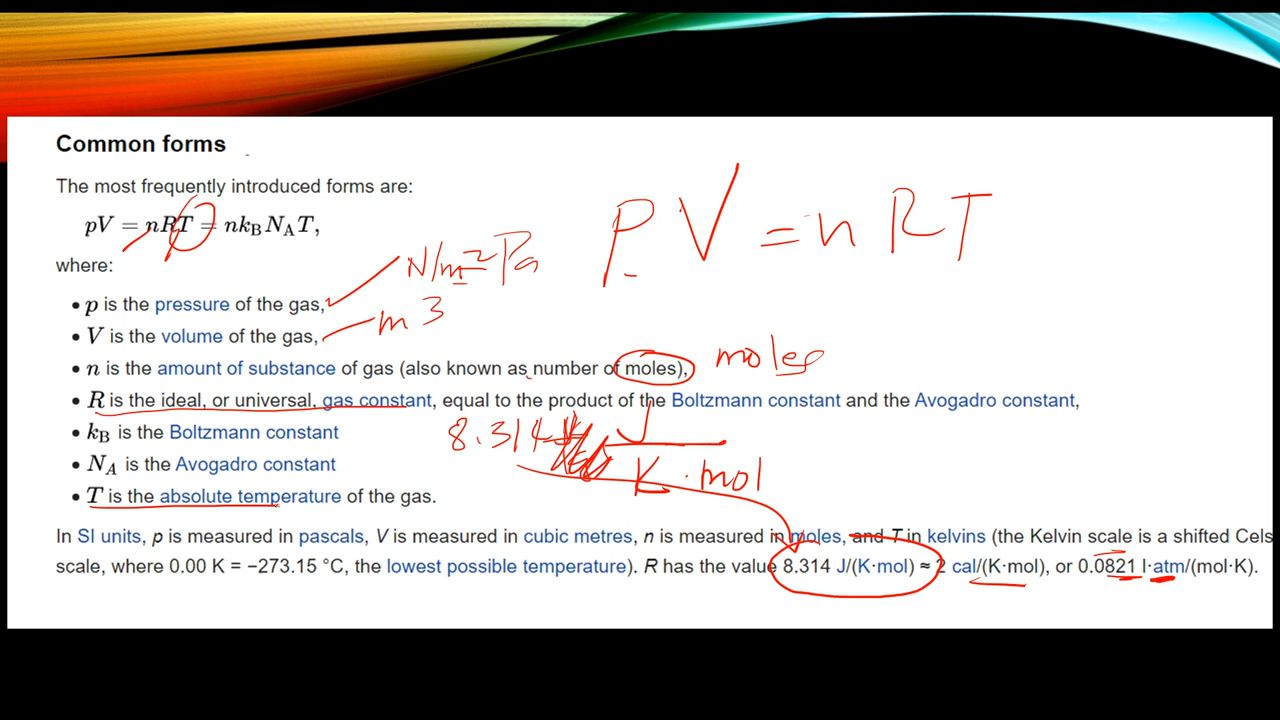 Common forms
The most frequently introduced forms are:
pV = nRT = nk_B N_A T,
P V = n R T
where:
N/m² Pa
• p is the pressure of the gas,
m³
• V is the volume of the gas,
• n is the amount of substance of gas (also known as number of moles),
moles
• R is the ideal, or universal, gas constant, equal to the product of the Boltzmann constant and the Avogadro constant,
8.314 J
K · mol
• k_B is the Boltzmann constant
• N_A is the Avogadro constant
• T is the absolute temperature of the gas.
In SI units, p is measured in pascals, V is measured in cubic metres, n is measured in moles, and T in kelvins (the Kelvin scale is a shifted Cels
scale, where 0.00 K = −273.15 °C, the lowest possible temperature). R has the value 8.314 J/(K·mol) ≈ 2 cal/(K·mol), or 0.0821 l·atm/(mol·K).